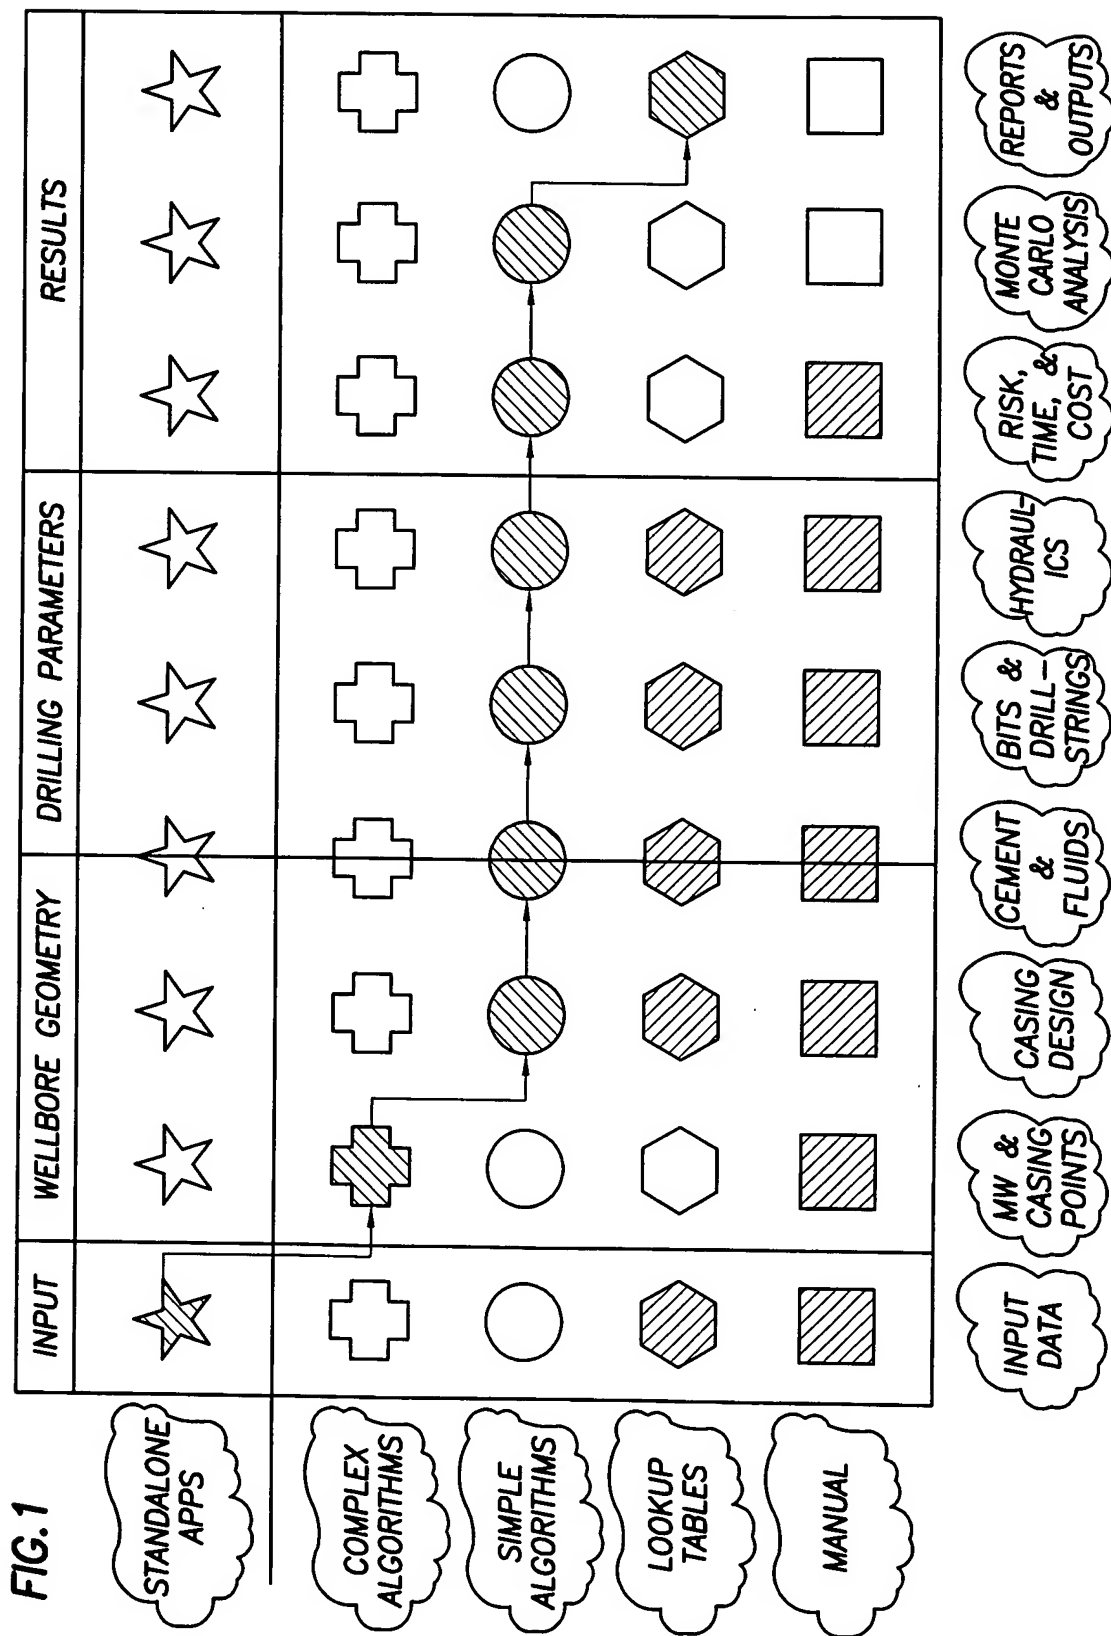 FIG.1
INPUT
WELLBORE GEOMETRY
DRILLING PARAMETERS
RESULTS
STANDALONE
APPS
COMPLEX
ALGORITHMS
SIMPLE
ALGORITHMS
LOOKUP
TABLES
MANUAL
INPUT
DATA
MW &
CASING
POINTS
CASING
DESIGN
CEMENT
&
FLUIDS
BITS &
DRILL-
STRINGS
HYDRAUL-
ICS
RISK,
TIME, &
COST
MONTE
CARLO
ANALYSIS
REPORTS
&
OUTPUTS